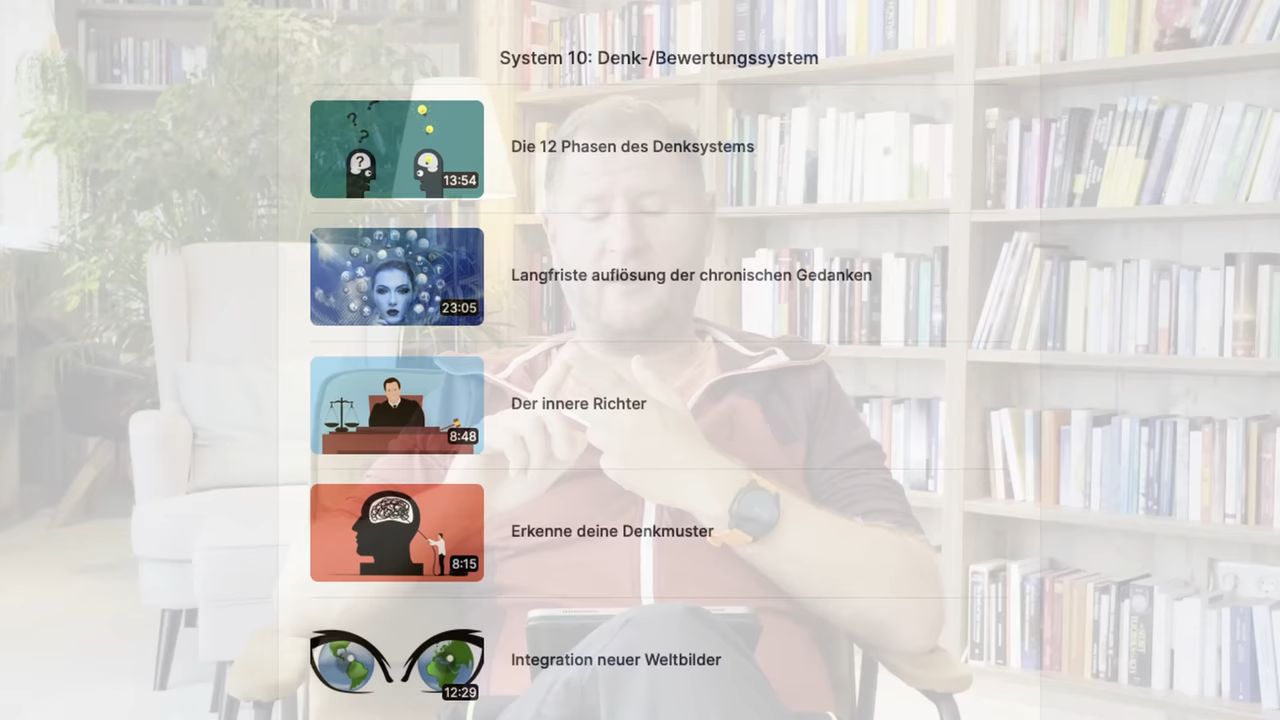 System 10: Denk-/Bewertungssystem
13:54
Die 12 Phasen des Denksystems
23:05
Langfriste auflösung der chronischen Gedanken
8:48
Der innere Richter
8:15
Erkenne deine Denkmuster
12:29
Integration neuer Weltbilder